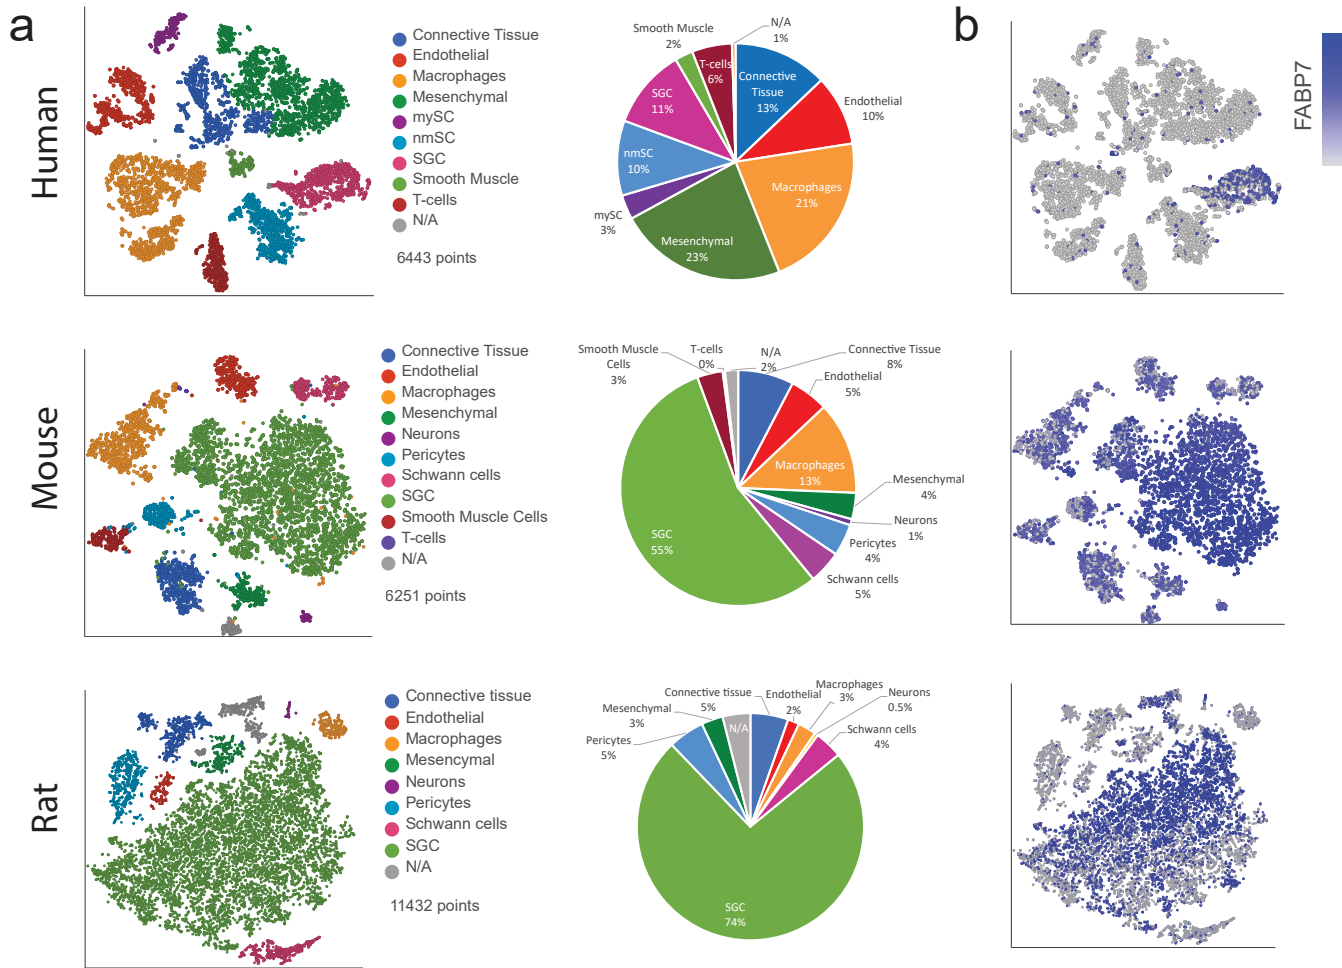 a
Human
Connective Tissue
Endothelial
Macrophages
Mesenchymal
mySC
nmSC
SGC
Smooth Muscle
T-cells
N/A
6443 points
Smooth Muscle
2%
T-cells
6%
N/A
1%
Connective
Tissue
13%
Endothelial
10%
Macrophages
21%
Mesenchymal
23%
mySC
3%
nmSC
10%
SGC
11%
b
FABP7
Mouse
Connective Tissue
Endothelial
Macrophages
Mesenchymal
Neurons
Pericytes
Schwann cells
SGC
Smooth Muscle Cells
T-cells
N/A
6251 points
Smooth Muscle
Cells
3%
T-cells
0%
N/A
2%
Connective Tissue
8%
Endothelial
5%
Macrophages
13%
Mesenchymal
4%
Neurons
1%
Pericytes
4%
Schwann cells
5%
SGC
55%
Rat
Connective tissue
Endothelial
Macrophages
Mesencymal
Neurons
Pericytes
Schwann cells
SGC
N/A
11432 points
Pericytes
5%
Mesenchymal
3%
N/A
Connective tissue
5%
Endothelial
2%
Macrophages
3%
Neurons
0.5%
Schwann cells
4%
SGC
74%